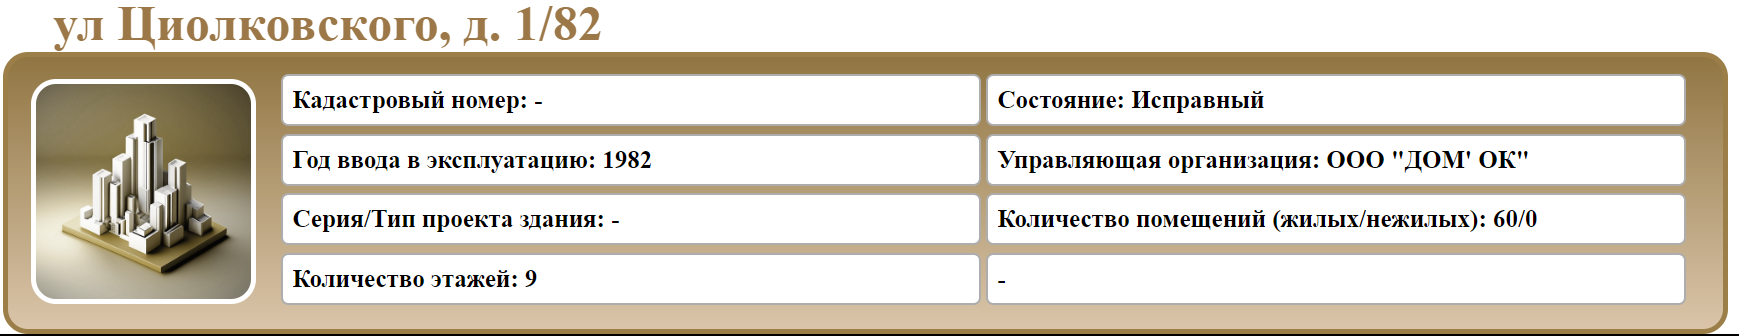 ул Циолковского, д. 1/82
Кадастровый номер: -
Состояние: Исправный
Год ввода в эксплуатацию: 1982
Управляющая организация: ООО "ДОМ' ОК"
Серия/Тип проекта здания: -
Количество помещений (жилых/нежилых): 60/0
Количество этажей: 9
-